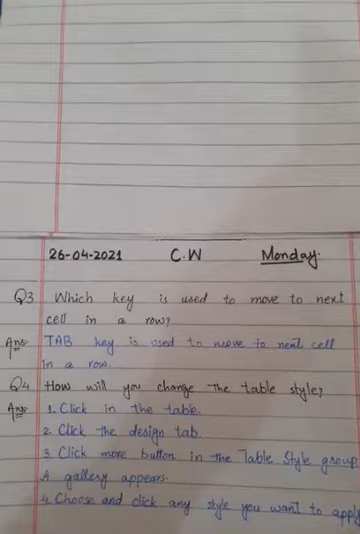 26-04-2021 C.W Monday.
Q3 Which key is used to move to next
cell in a row?
Ans TAB key is used to move to next cell
in a row.
Q4 How will you change the table style?
Ans 1. Click in the table.
2. Click the design tab.
3. Click more button in the Table Style group
A gallery appears.
4. Choose and click any style you want to apply